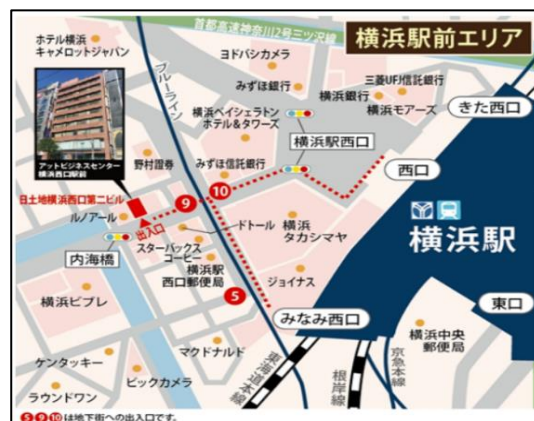 首都高速神奈川2号三ツ沢線
横浜駅前エリア
ホテル横浜
キャメロットジャパン
ブルーライン
ヨドバシカメラ
みずほ銀行
三菱UFJ信託銀行
横浜銀行
横浜モアーズ
きた西口
横浜ベイシェラトン
ホテル&タワーズ
横浜駅西口
アットビジネスセンター
横浜西口駅前
野村證券
みずほ信託銀行
西口
日土地横浜西口第二ビル
9
10
ルノアール
出入口
ドトール
横浜
タカシマヤ
横浜駅
内海橋
スターバックス
コーヒー
横浜駅
西口郵便局
ジョイナス
5
東口
みなみ西口
横浜ビブレ
横浜中央
郵便局
マクドナルド
東海道本線
根岸線
京急本線
ケンタッキー
ビックカメラ
ラウンドワン
5 9 10 は地下街への出入口です。